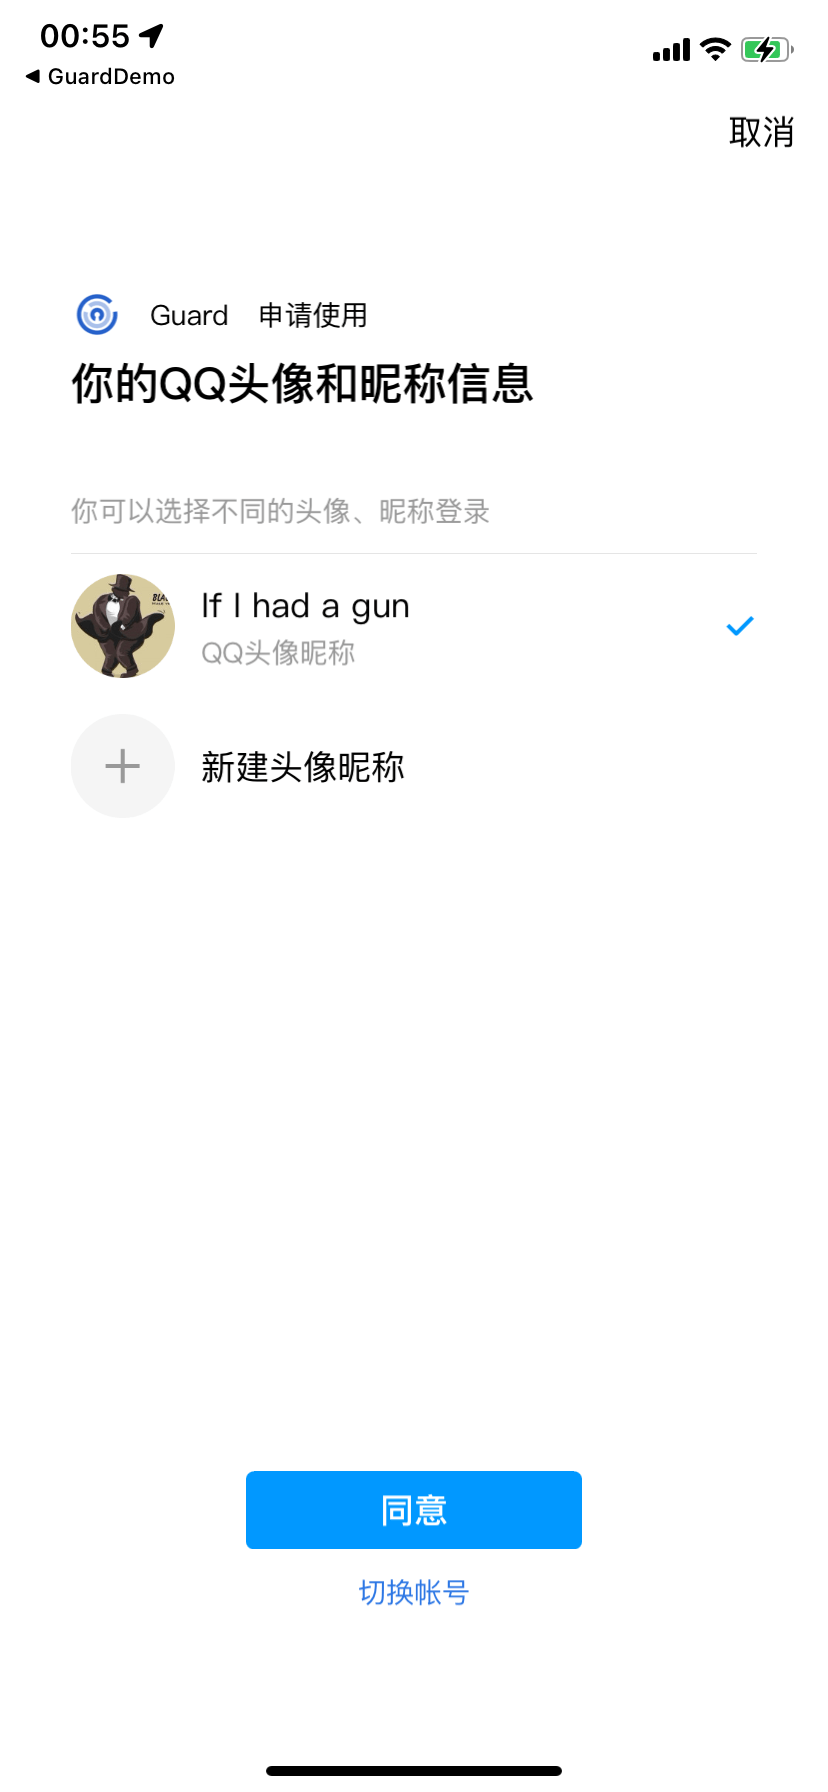 00:55
◀ GuardDemo
取消
Guard 申请使用
你的QQ头像和昵称信息
你可以选择不同的头像、昵称登录
If I had a gun
QQ头像昵称
新建头像昵称
同意
切换帐号